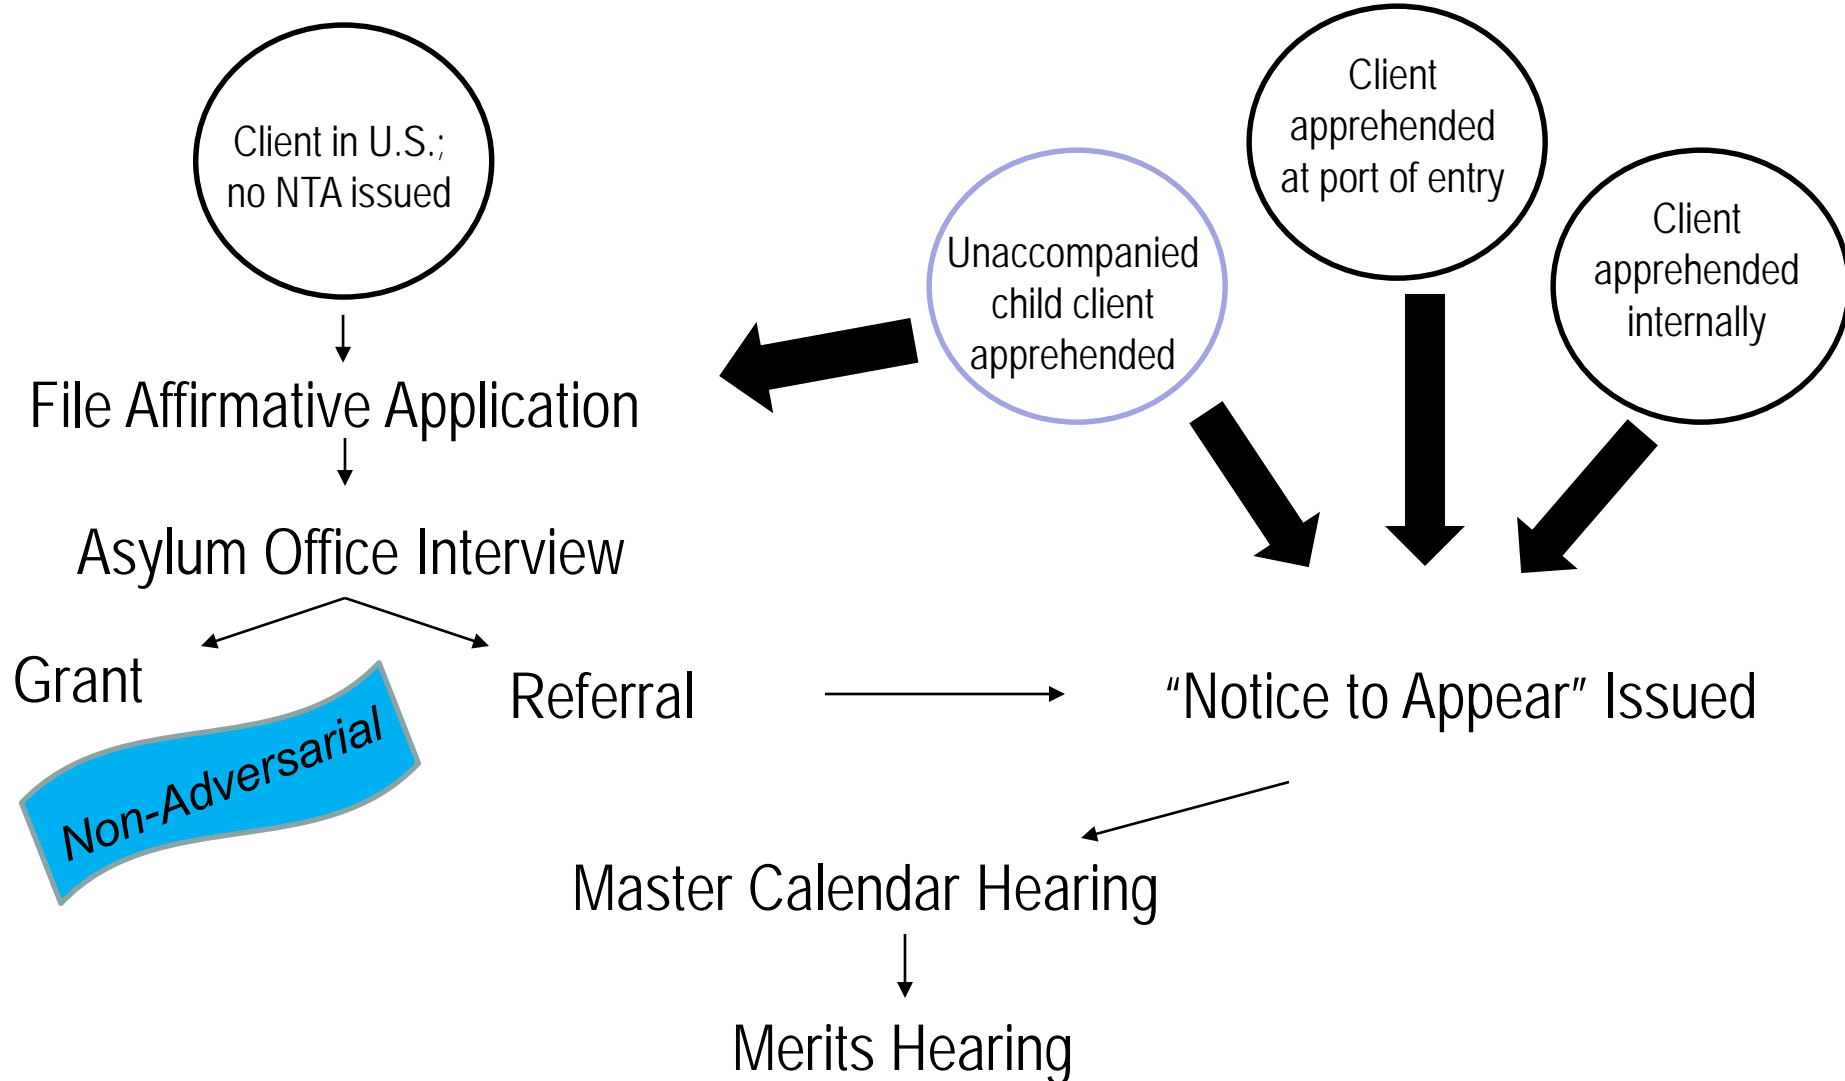 Client in U.S.;
no NTA issued
Unaccompanied
child client
apprehended
Client
apprehended
at port of entry
Client
apprehended
internally
File Affirmative Application
Asylum Office Interview
Grant
Referral
“Notice to Appear” Issued
Non-Adversarial
Master Calendar Hearing
Merits Hearing